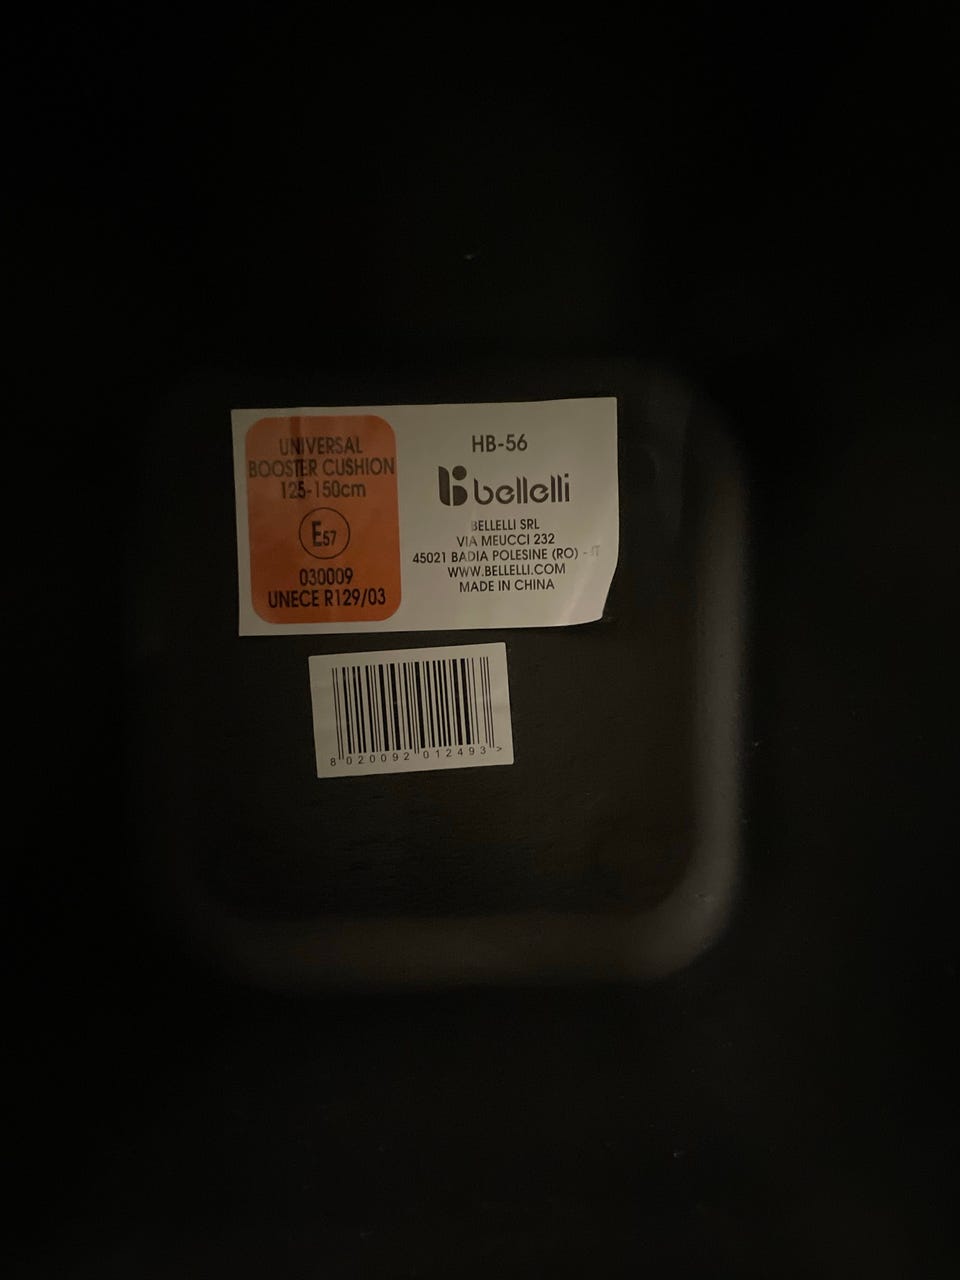 UNIVERSAL
BOOSTER CUSHION
125-150cm
E57
030009
UNECE R129/03
HB-56
bellelli
BELLELLI SRL
VIA MEUCCI 232
45021 BADIA POLESINE (RO) - IT
WWW.BELLELLI.COM
MADE IN CHINA
8 020092 012493 >